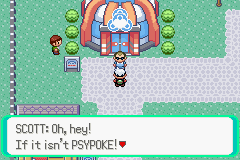 SCOTT: Oh, hey!
If it isn't PSYPOKE!♥